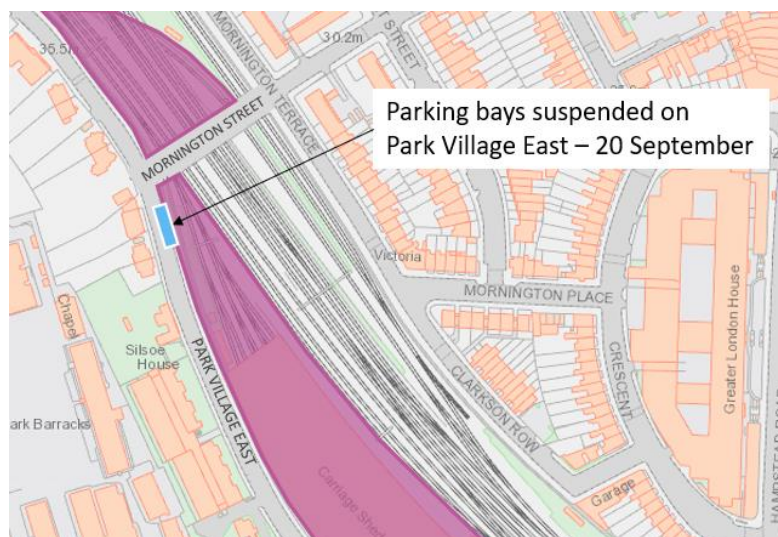 35.5m
MORNINGTON TERRACE
30.2m
STREET
MORNINGTON STREET
Parking bays suspended on
Park Village East – 20 September
Victoria
MORNINGTON PLACE
Chapel
Silsoe
House
PARK VILLAGE EAST
ark Barracks
CLARKSON ROW
CRESCENT
Greater London House
Carriage Shed
Garage